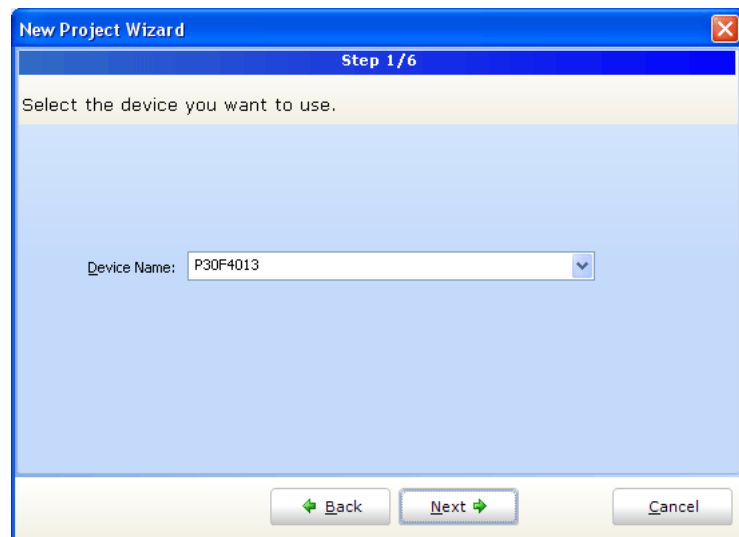 New Project Wizard
Step 1/6
Select the device you want to use.
Device Name: P30F4013
Back Next Cancel